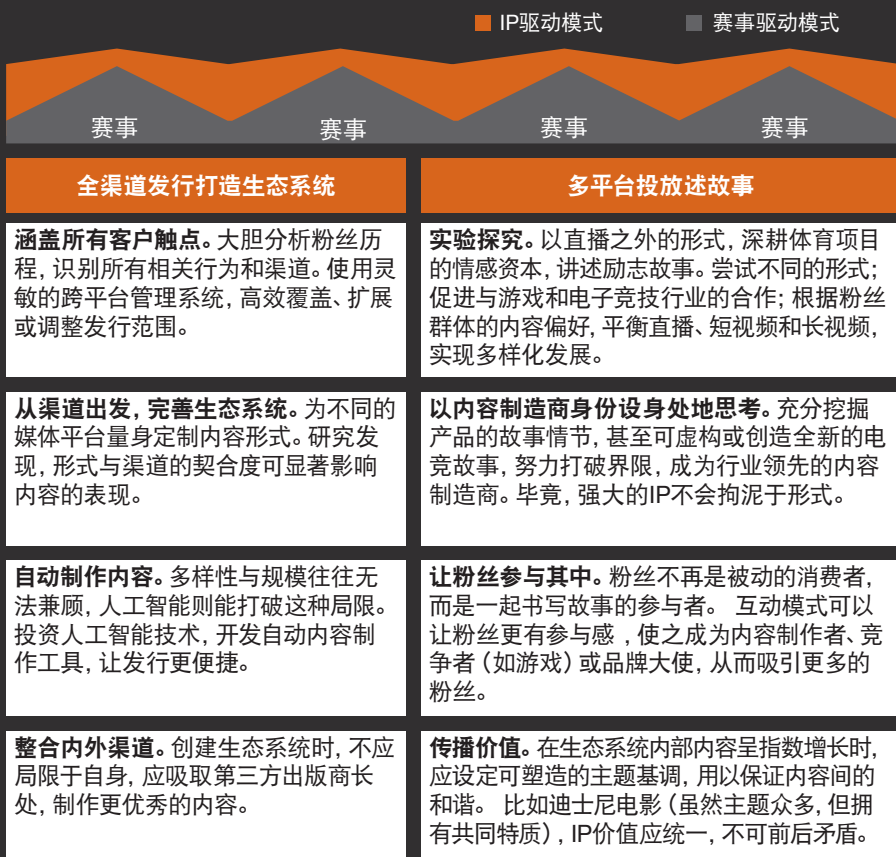 IP驱动模式
赛事驱动模式
赛事
赛事
赛事
赛事
全渠道发行打造生态系统
涵盖所有客户触点。大胆分析粉丝历
程，识别所有相关行为和渠道。使用灵
敏的跨平台管理系统，高效覆盖、扩展
或调整发行范围。
从渠道出发，完善生态系统。为不同的
媒体平台量身定制内容形式。研究发
现，形式与渠道的契合度可显著影响
内容的表现。
自动制作内容。多样性与规模往往无
法兼顾，人工智能则能打破这种局限。
投资人工智能技术，开发自动内容制
作工具，让发行更便捷。
整合内外渠道。创建生态系统时，不应
局限于自身，应吸取第三方出版商长
处，制作更优秀的内容。
多平台投放述故事
实验探究。以直播之外的形式，深耕体育项目
的情感资本，讲述励志故事。尝试不同的形式；
促进与游戏和电子竞技行业的合作；根据粉丝
群体的内容偏好，平衡直播、短视频和长视频，
实现多样化发展。
以内容制造商身份设身处地思考。充分挖掘
产品的故事情节，甚至可虚构或创造全新的电
竞故事，努力打破界限，成为行业领先的内容
制造商。毕竟，强大的IP不会拘泥于形式。
让粉丝参与其中。粉丝不再是被动的消费者，
而是一起书写故事的参与者。 互动模式可以
让粉丝更有参与感 ，使之成为内容制作者、竞
争者（如游戏）或品牌大使，从而吸引更多的
粉丝。
传播价值。在生态系统内部内容呈指数增长时，
应设定可塑造的主题基调，用以保证内容间的
和谐。 比如迪士尼电影（虽然主题众多，但拥
有共同特质），IP价值应统一，不可前后矛盾。